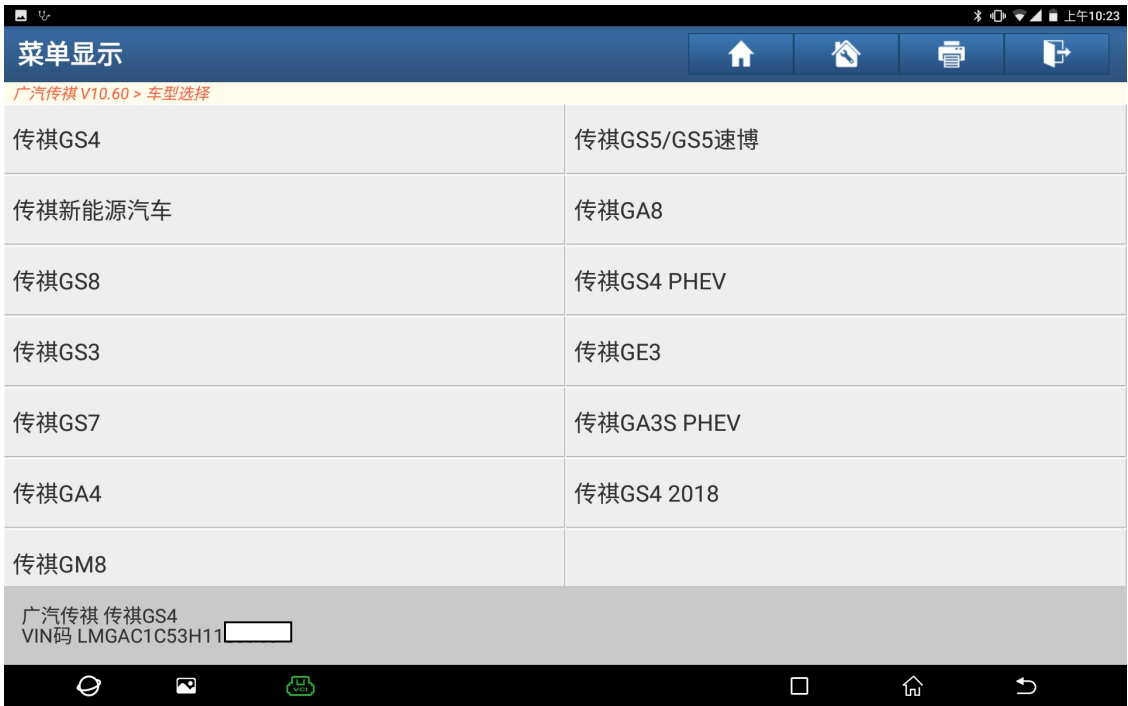 上午10:23
菜单显示
广汽传祺 V10.60 > 车型选择
传祺GS4
传祺GS5/GS5速博
传祺新能源汽车
传祺GA8
传祺GS8
传祺GS4 PHEV
传祺GS3
传祺GE3
传祺GS7
传祺GA3S PHEV
传祺GA4
传祺GS4 2018
传祺GM8
广汽传祺 传祺GS4
VIN码 LMGAC1C53H11
VCI